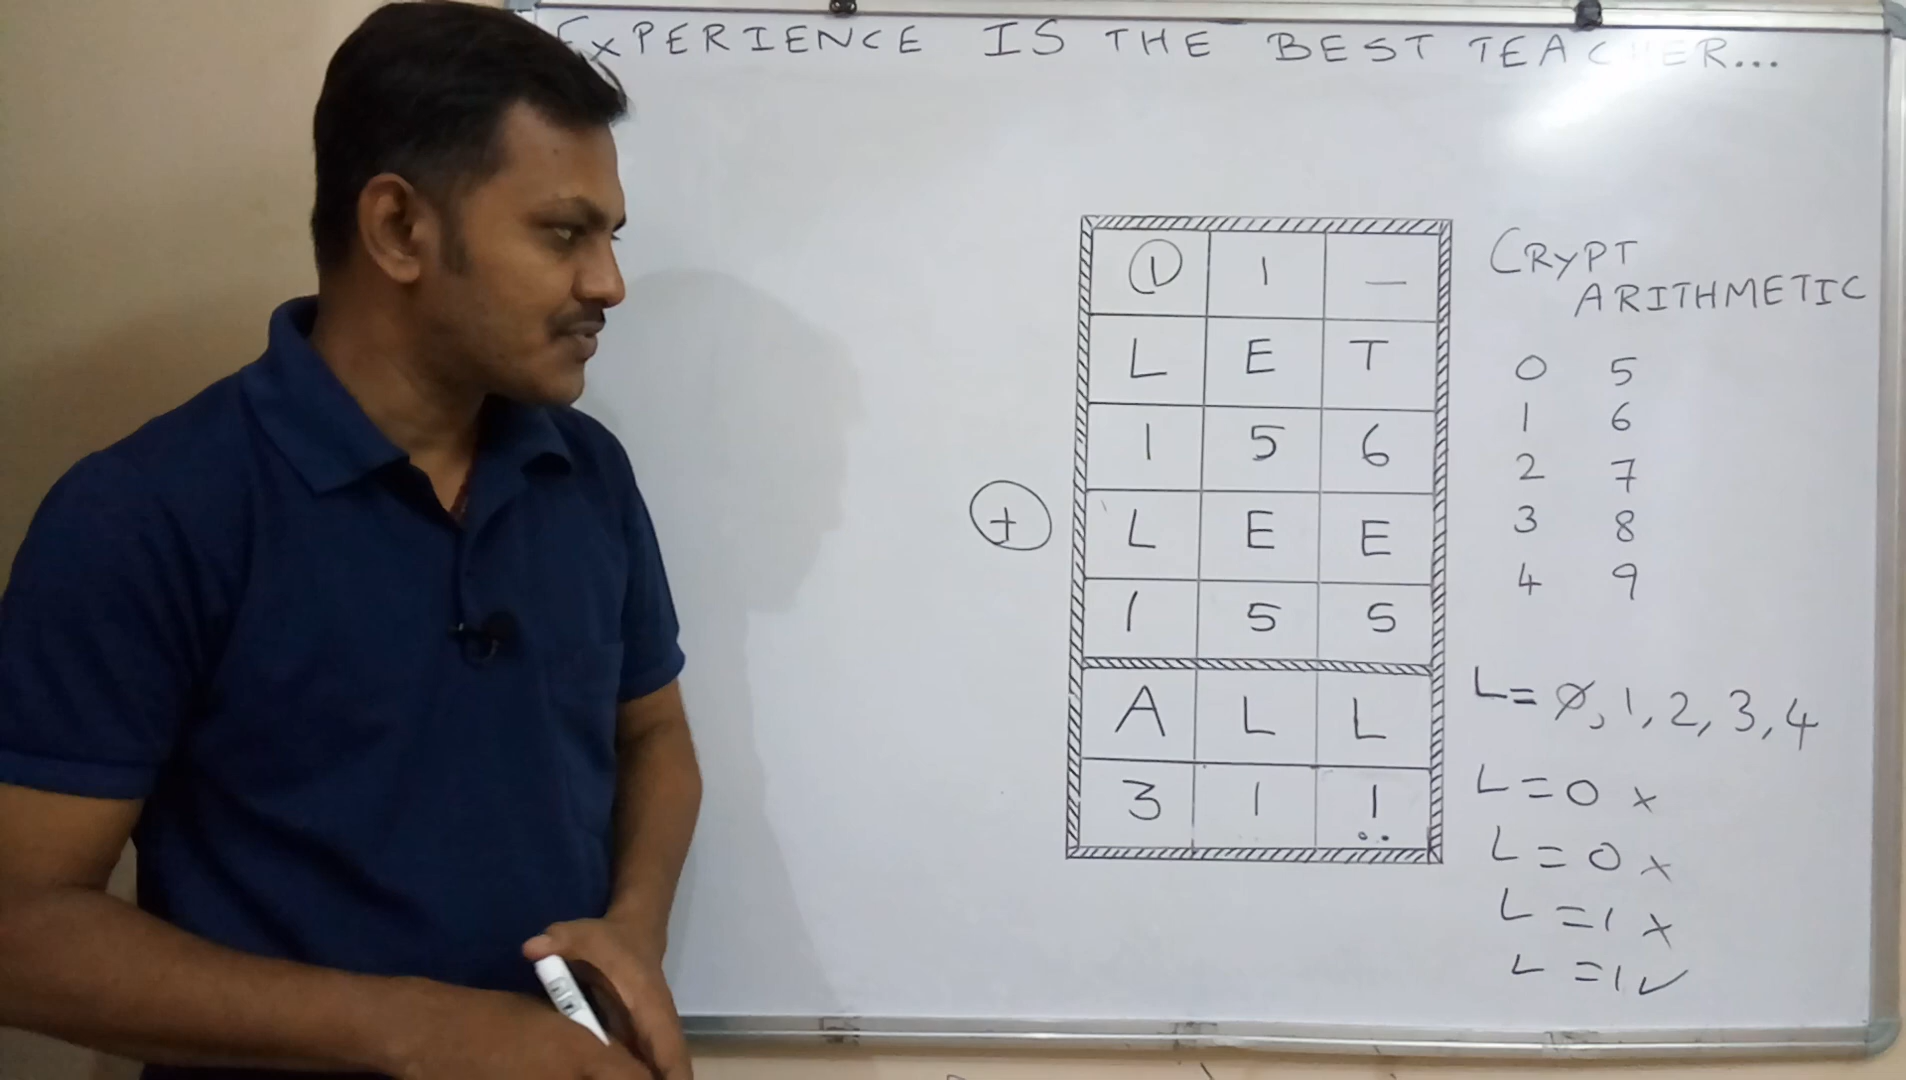 EXPERIENCE IS THE BEST TEACHER...
① 1 —
L E T
1 5 6
+
L E E
1 5 5
A L L
3 1 1
CRYPT
ARITHMETIC
0 5
1 6
2 7
3 8
4 9
L = 0, 1, 2, 3, 4
L = 0 x
L = 0 x
L = 1 x
L = 1 ✓